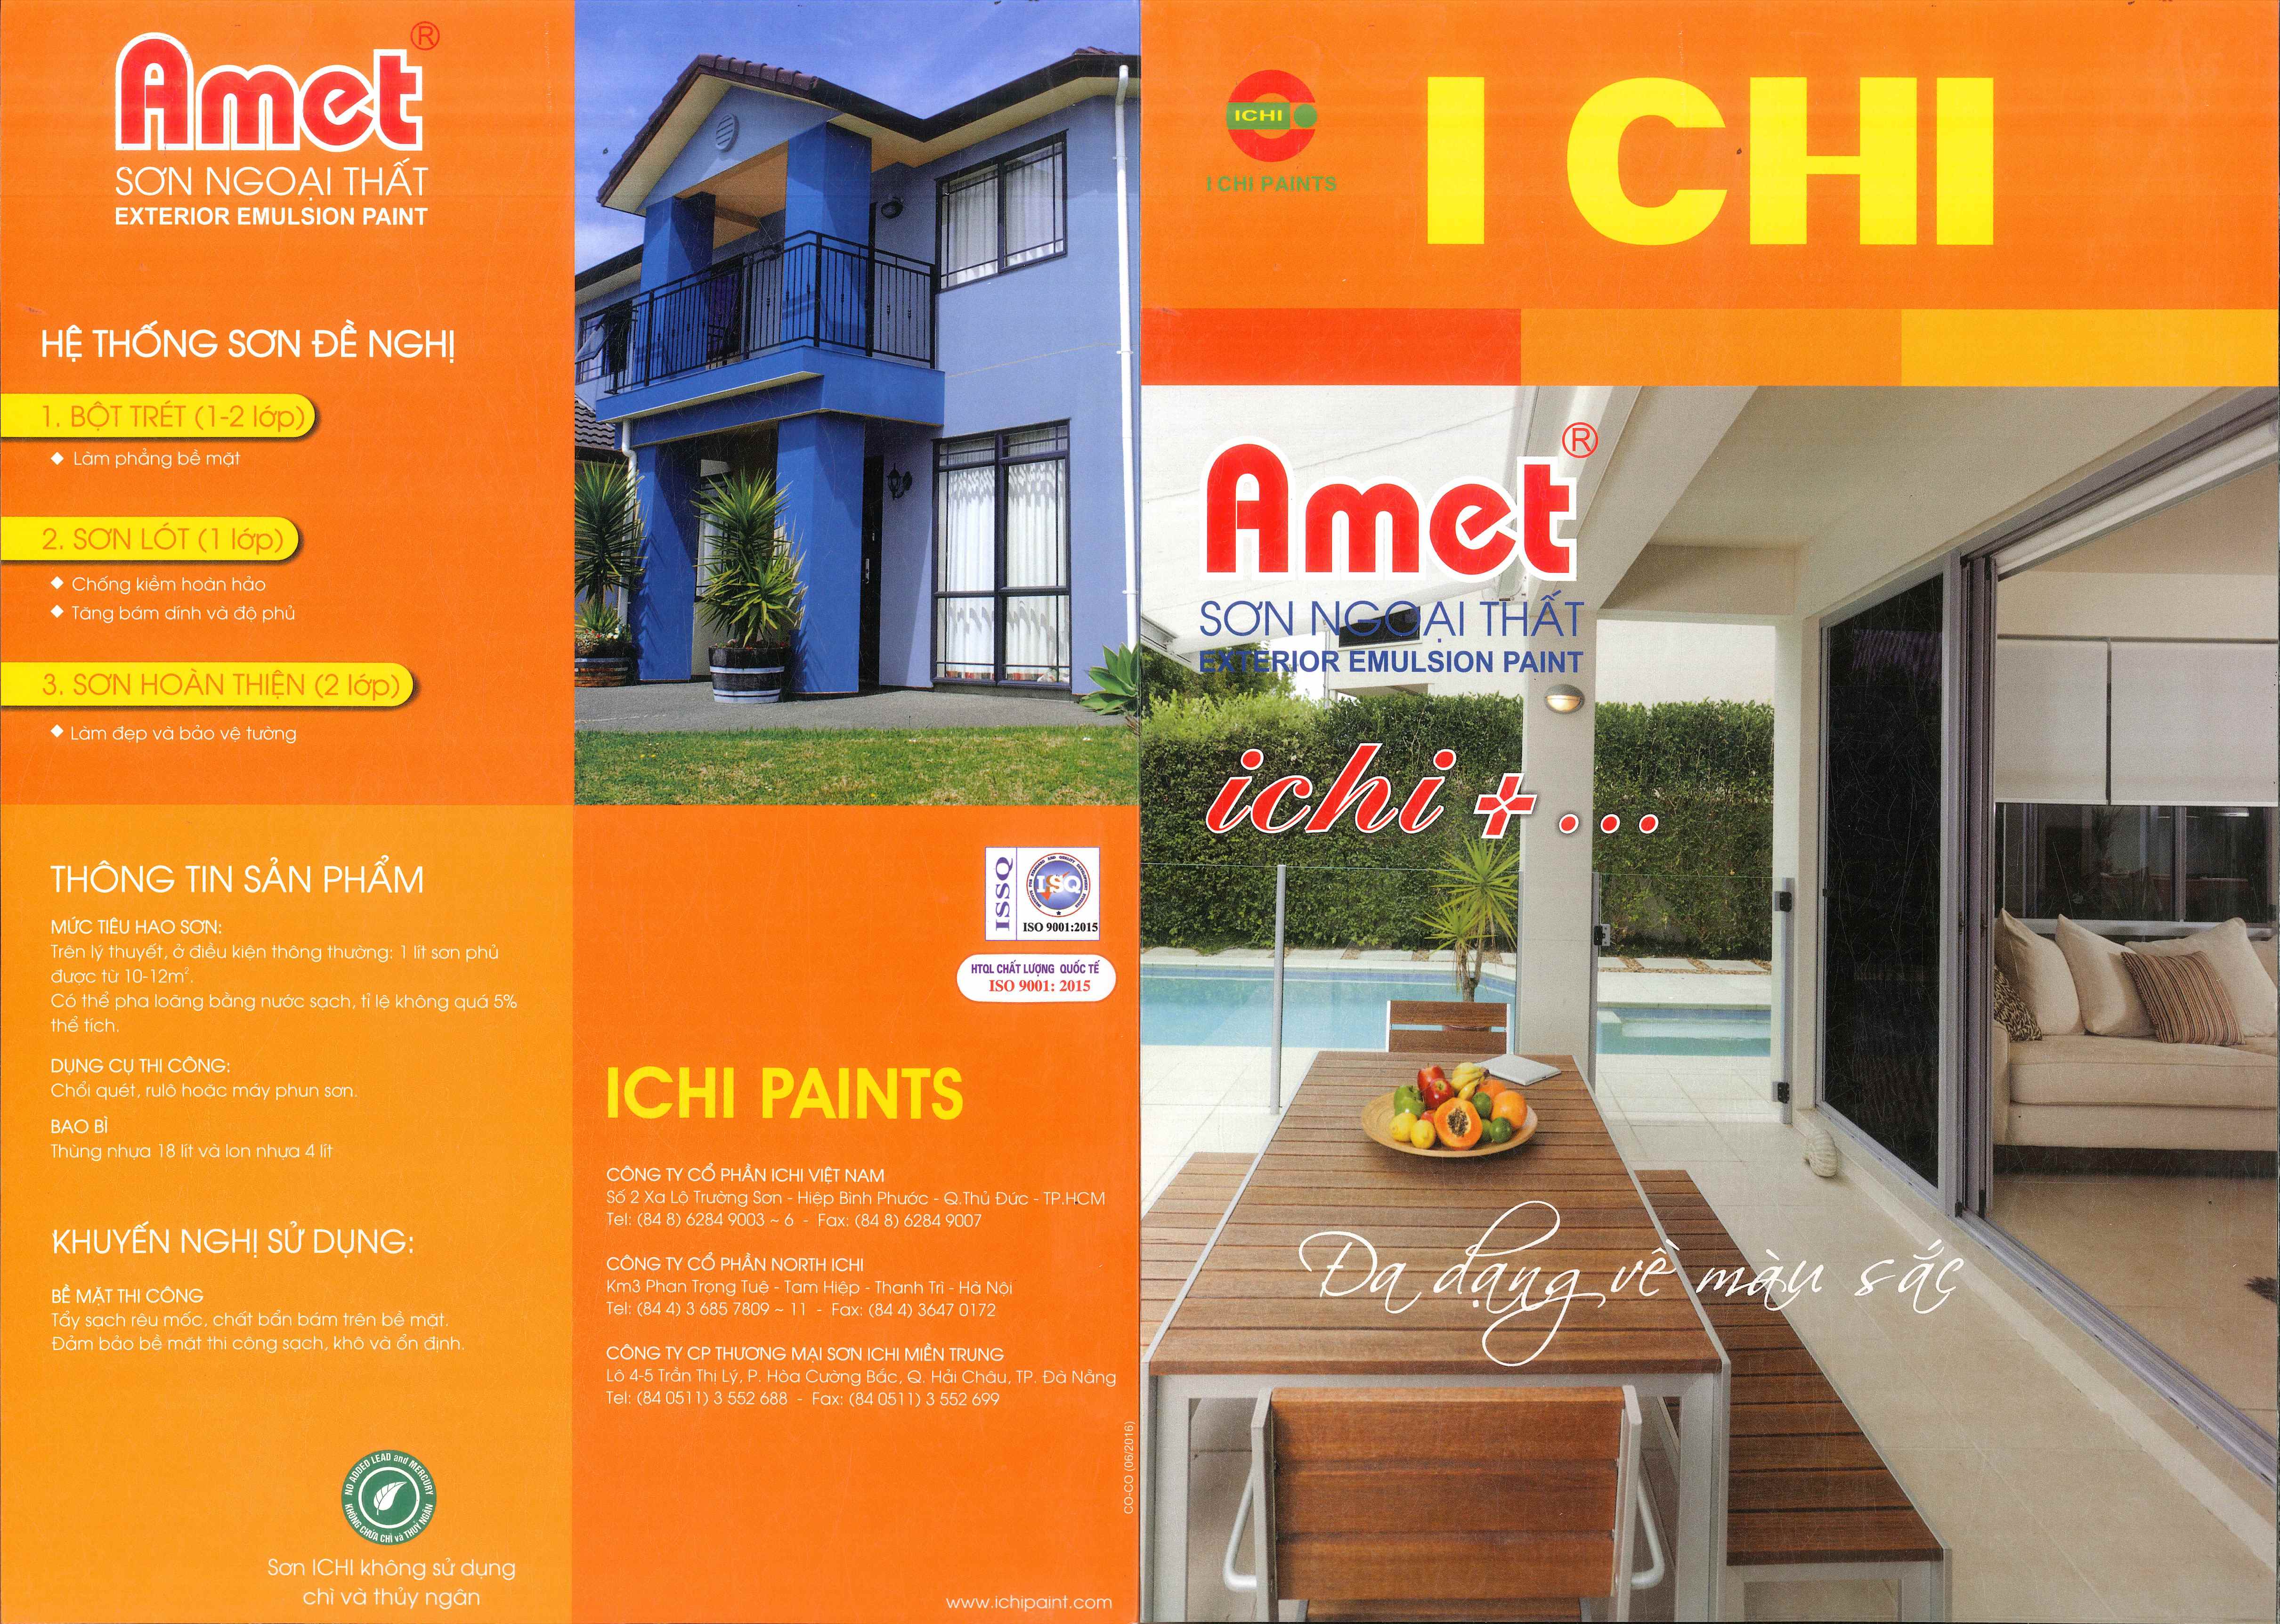 Amet®
SƠN NGOẠI THẤT
EXTERIOR EMULSION PAINT
HỆ THỐNG SƠN ĐỀ NGHỊ
1. BỘT TRÉT (1-2 lớp)
◆ Làm phẳng bề mặt
2. SƠN LÓT (1 lớp)
◆ Chống kiềm hoàn hảo
◆ Tăng bám dính và độ phủ
3. SƠN HOÀN THIỆN (2 lớp)
◆ Làm đẹp và bảo vệ tường
THÔNG TIN SẢN PHẨM
MỨC TIÊU HAO SƠN:
Trên lý thuyết, ở điều kiện thông thường: 1 lít sơn phủ
được từ 10-12m².
Có thể pha loãng bằng nước sạch, tỉ lệ không quá 5%
thể tích.
DỤNG CỤ THI CÔNG:
Chổi quét, rulô hoặc máy phun sơn.
BAO BÌ
Thùng nhựa 18 lít và lon nhựa 4 lít
KHUYẾN NGHỊ SỬ DỤNG:
BỀ MẶT THI CÔNG
Tẩy sạch rêu mốc, chất bẩn bám trên bề mặt.
Đảm bảo bề mặt thi công sạch, khô và ổn định.
NO ADDED LEAD and MERCURY
KHÔNG CHỨA CHÌ và THUỶ NGÂN
Sơn ICHI không sử dụng
chì và thủy ngân
ISSQ
ISSQ
ISO 9001:2015
HTQL CHẤT LƯỢNG QUỐC TẾ
ISO 9001: 2015
ICHI PAINTS
CÔNG TY CỔ PHẦN ICHI VIỆT NAM
Số 2 Xa Lộ Trường Sơn - Hiệp Bình Phước - Q.Thủ Đức - TP.HCM
Tel: (84 8) 6284 9003 ~ 6 - Fax: (84 8) 6284 9007
CÔNG TY CỔ PHẦN NORTH ICHI
Km3 Phan Trọng Tuệ - Tam Hiệp - Thanh Trì - Hà Nội
Tel: (84 4) 3 685 7809 ~ 11 - Fax: (84 4) 3647 0172
CÔNG TY CP THƯƠNG MẠI SƠN ICHI MIỀN TRUNG
Lô 4-5 Trần Thị Lý, P. Hòa Cường Bắc, Q. Hải Châu, TP. Đà Nẵng
Tel: (84 0511) 3 552 688 - Fax: (84 0511) 3 552 699
CO-CO (06/2016)
www.ichipaint.com
ICHI
I CHI PAINTS
I CHI
Amet®
SƠN NGOẠI THẤT
EXTERIOR EMULSION PAINT
ichi + ...
Đa dạng về màu sắc